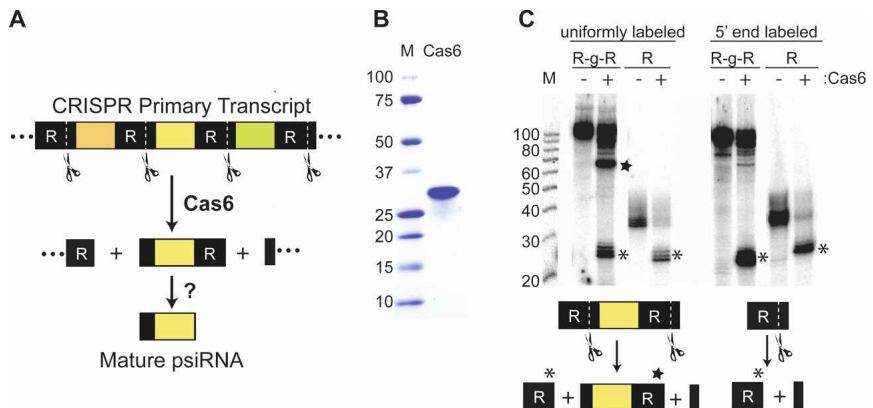 A
CRISPR Primary Transcript
••• R R R R •••
Cas6
••• R + R + •••
?
Mature psiRNA
B
M Cas6
100
75
50
37
25
20
15
10
C
uniformly labeled 5' end labeled
R-g-R R R-g-R R
M - + - + - + - + :Cas6
100
80
60
50
40
30
20
★
* * * *
R R R
* ★ *
R + R + R +